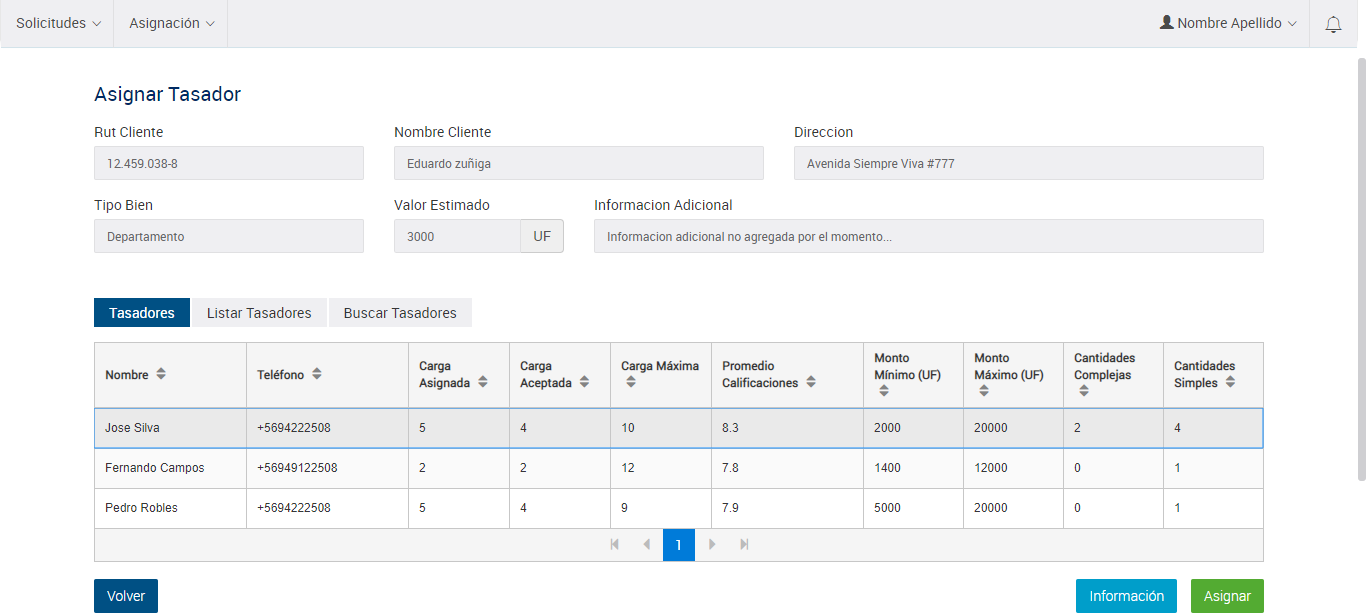 Solicitudes Asignación Nombre Apellido
Asignar Tasador
Rut Cliente Nombre Cliente Direccion
12.459.038-8 Eduardo zuñiga Avenida Siempre Viva #777
Tipo Bien Valor Estimado Informacion Adicional
Departamento 3000 UF Informacion adicional no agregada por el momento...
Tasadores Listar Tasadores Buscar Tasadores
Nombre Teléfono Carga Asignada Carga Aceptada Carga Máxima Promedio Calificaciones Monto Mínimo (UF) Monto Máximo (UF) Cantidades Complejas Cantidades Simples
Jose Silva +5694222508 5 4 10 8.3 2000 20000 2 4
Fernando Campos +56949122508 2 2 12 7.8 1400 12000 0 1
Pedro Robles +5694222508 5 4 9 7.9 5000 20000 0 1
1
Volver Información Asignar